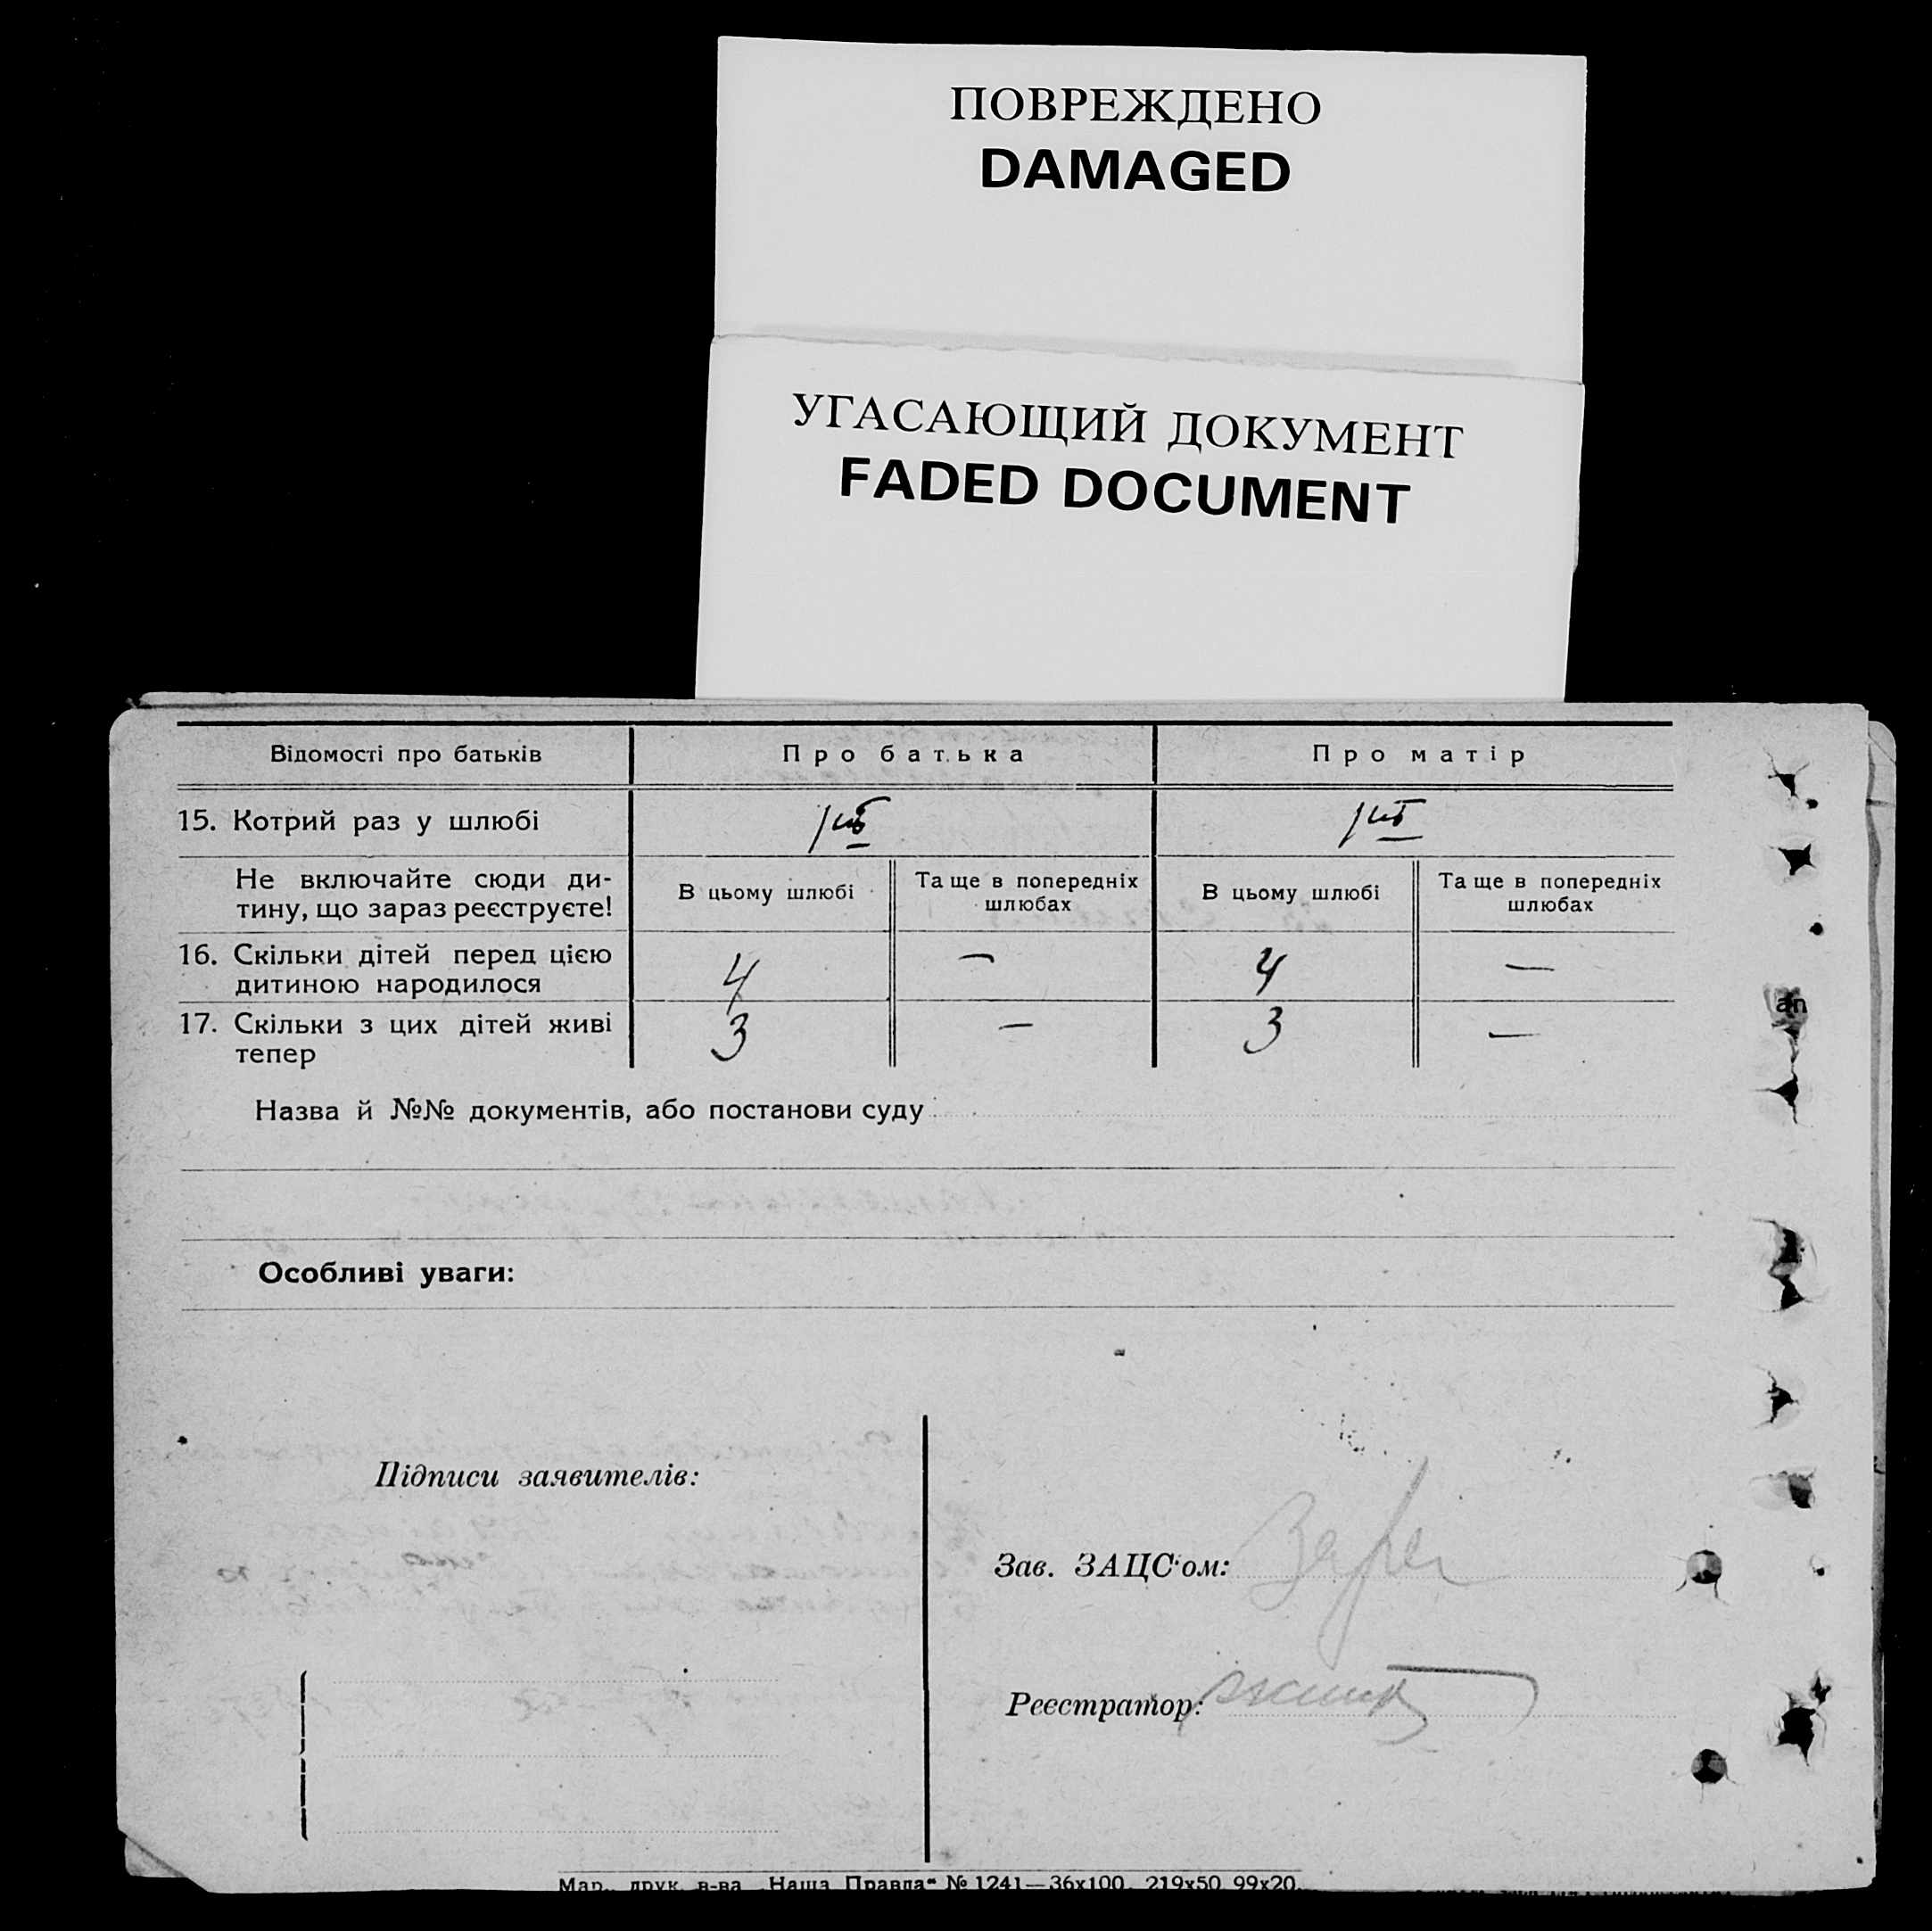 ПОВРЕЖДЕНО
DAMAGED
УГАСАЮЩИЙ ДОКУМЕНТ
FADED DOCUMENT
Відомості про батьків Про батька Про матір
15. Котрий раз у шлюбі
Не включайте сюди ди-
тину, що зараз реєструєте!
В цьому шлюбі
Та ще в попередніх
шлюбах
В цьому шлюбі
Та ще в попередніх
шлюбах
16. Скільки дітей перед цією
дитиною народилося
4 — 4 —
17. Скільки з цих дітей живі
тепер
3 — 3 —
Назва й №№ документів, або постанови суду
Особливі уваги:
Підписи заявителів:
Зав. ЗАЦС'ом:
Реєстратор:
Мар., друк. в-ва „Наша Правда“ № 1241—36х100. 219х50 99х20.